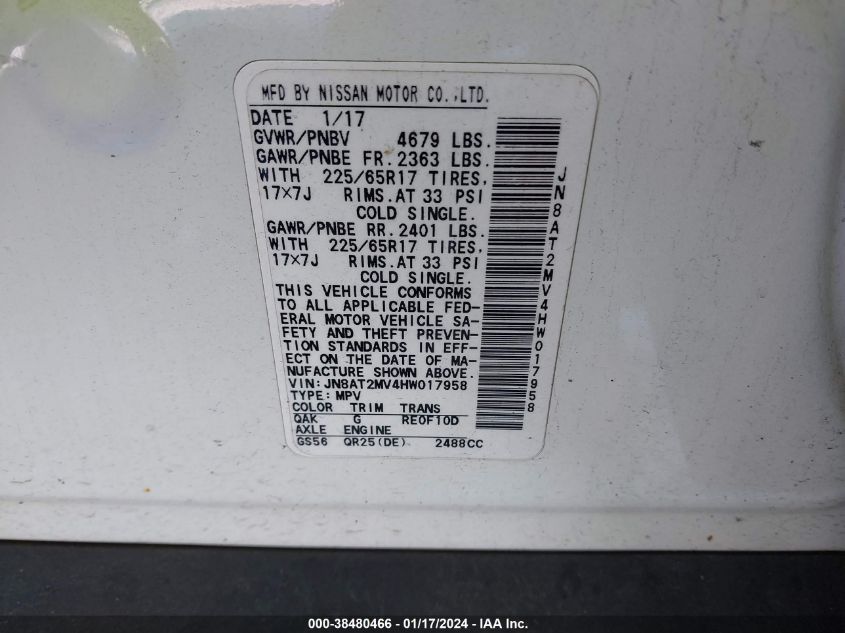 MFD BY NISSAN MOTOR CO.,LTD.
DATE 1/17
GVWR/PNBV 4679 LBS.
GAWR/PNBE FR. 2363 LBS.
WITH 225/65R17 TIRES,
17×7J RIMS. AT 33 PSI
COLD SINGLE.
GAWR/PNBE RR. 2401 LBS.
WITH 225/65R17 TIRES,
17×7J RIMS. AT 33 PSI
COLD SINGLE.
THIS VEHICLE CONFORMS
TO ALL APPLICABLE FED-
ERAL MOTOR VEHICLE SA-
FETY AND THEFT PREVEN-
TION STANDARDS IN EFF-
ECT ON THE DATE OF MA-
NUFACTURE SHOWN ABOVE.
VIN: JN8AT2MV4HW017958
TYPE: MPV
COLOR TRIM TRANS
QAK G RE0F10D
AXLE ENGINE
GS56 QR25(DE) 2488CC
JN8AT2MV4HW017958
000-38480466 - 01/17/2024 - IAA Inc.